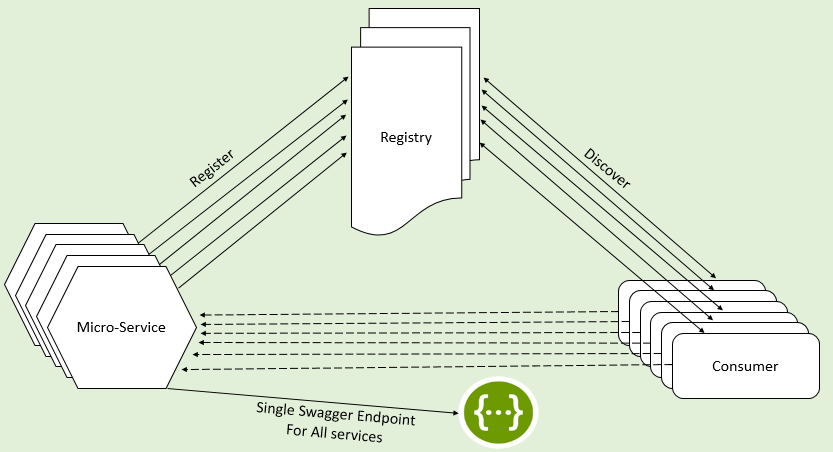 Registry
Register
Discover
Micro-Service
Consumer
Single Swagger Endpoint
For All services
{···}